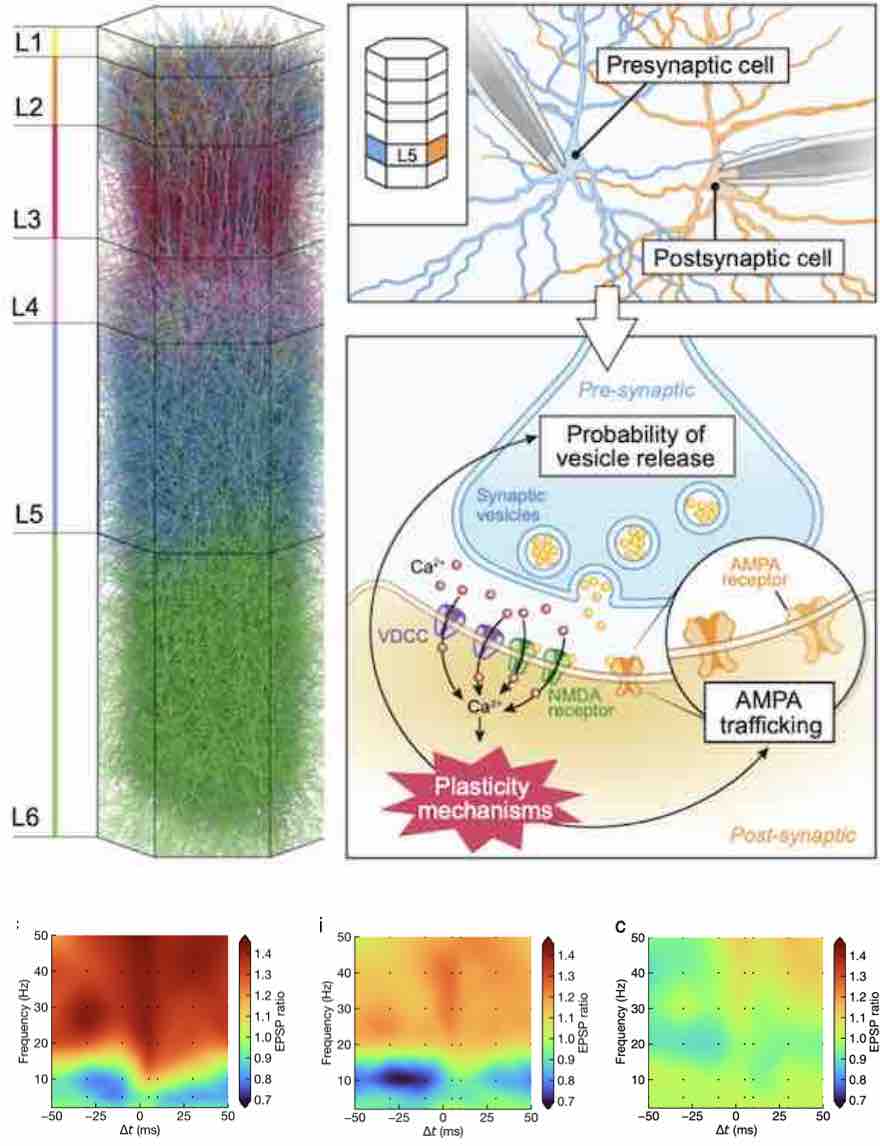 L1
L2
L3
L4
L5
L6
L5
Presynaptic cell
Postsynaptic cell
Pre-synaptic
Probability of
vesicle release
Synaptic
vesicles
Ca²⁺
AMPA
receptor
VDCC
NMDA
receptor
Ca²⁺
AMPA
trafficking
Plasticity
mechanisms
Post-synaptic
50
40
30
20
10
Frequency (Hz)
−50
−25
0
25
50
Δt (ms)
1.4
1.3
1.2
1.1
1.0
0.9
0.8
0.7
EPSP ratio
i
50
40
30
20
10
Frequency (Hz)
−50
−25
0
25
50
Δt (ms)
1.4
1.3
1.2
1.1
1.0
0.9
0.8
0.7
EPSP ratio
c
50
40
30
20
10
Frequency (Hz)
−50
−25
0
25
50
Δt (ms)
1.4
1.3
1.2
1.1
1.0
0.9
0.8
0.7
EPSP ratio